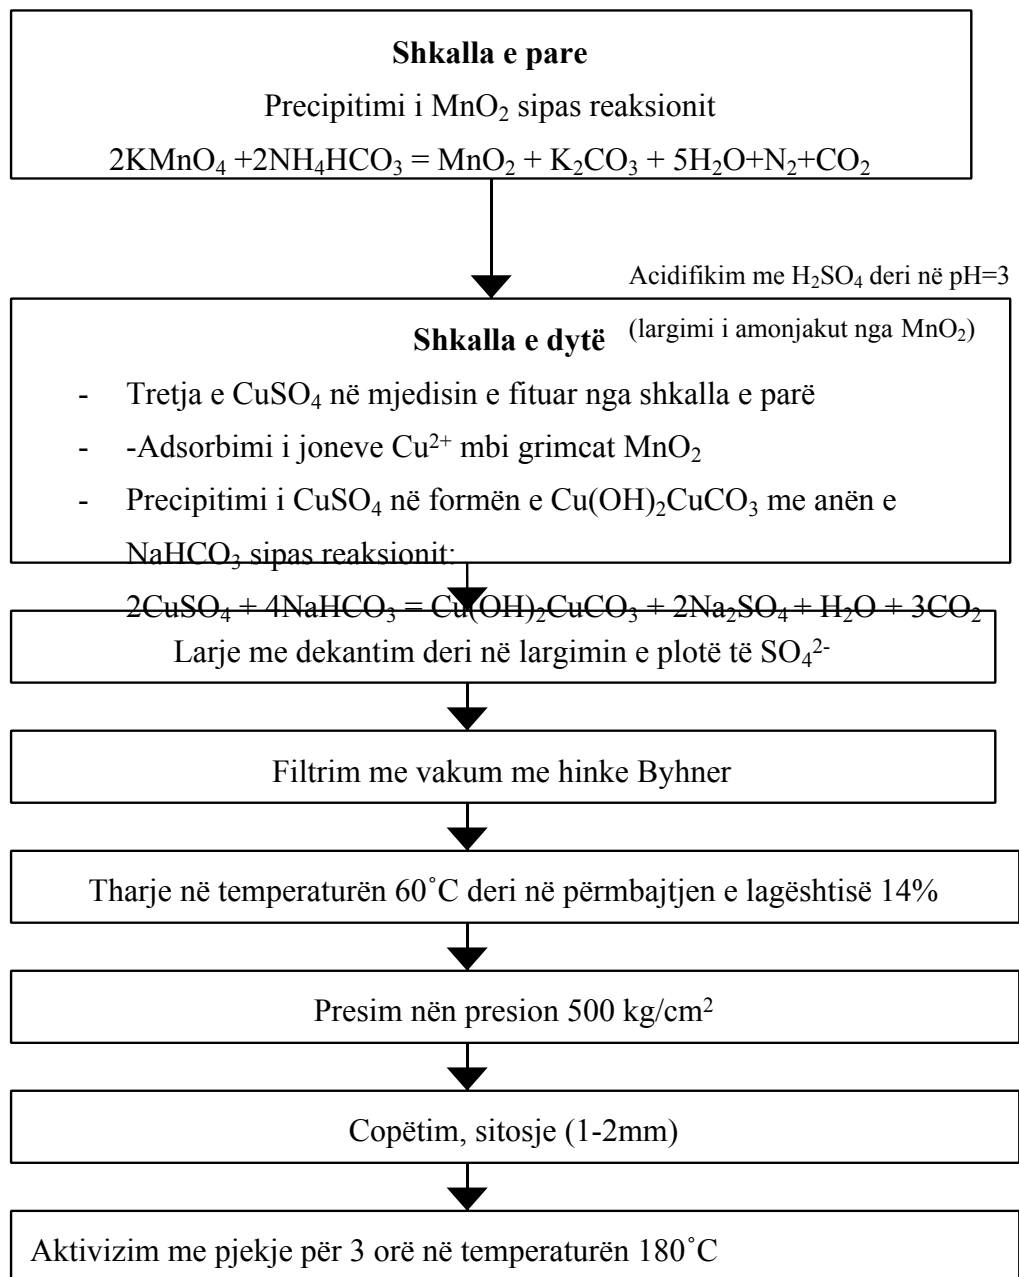 Shkalla e pare
Precipitimi i MnO₂ sipas reaksionit
2KMnO₄ +2NH₄HCO₃ = MnO₂ + K₂CO₃ + 5H₂O+N₂+CO₂
Acidifikim me H₂SO₄ deri në pH=3
(largimi i amonjakut nga MnO₂)
Shkalla e dytë
- Tretja e CuSO₄ në mjedisin e fituar nga shkalla e parë
- -Adsorbimi i joneve Cu²⁺ mbi grimcat MnO₂
- Precipitimi i CuSO₄ në formën e Cu(OH)₂CuCO₃ me anën e
NaHCO₃ sipas reaksionit:
2CuSO₄ + 4NaHCO₃ = Cu(OH)₂CuCO₃ + 2Na₂SO₄ + H₂O + 3CO₂
Larje me dekantim deri në largimin e plotë të SO₄²⁻
Filtrim me vakum me hinke Byhner
Tharje në temperaturën 60˚C deri në përmbajtjen e lagështisë 14%
Presim nën presion 500 kg/cm²
Copëtim, sitosje (1-2mm)
Aktivizim me pjekje për 3 orë në temperaturën 180˚C